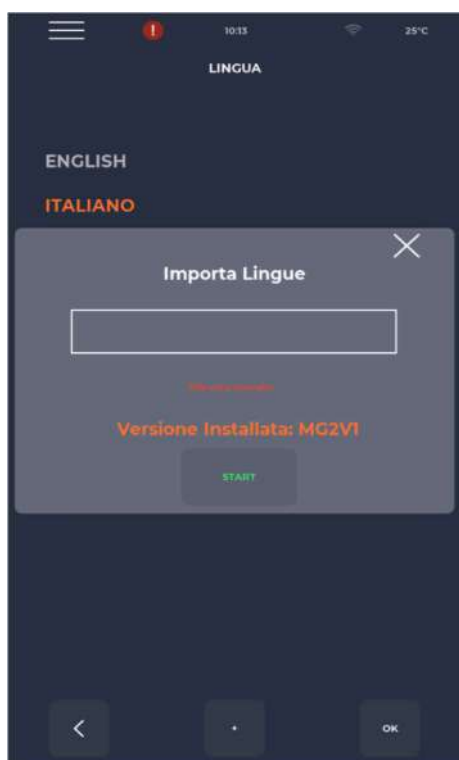 10:13
25°C
LINGUA
ENGLISH
ITALIANO
Importa Lingue
Versione Installata: MG2V1
START
+
OK